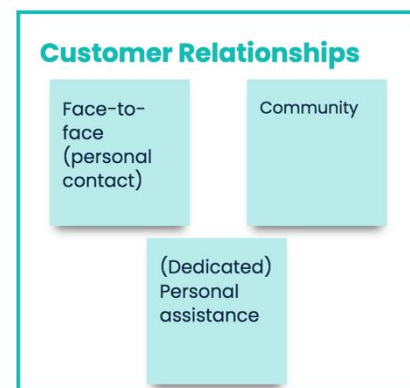 Customer Relationships
Face-to-
face
(personal
contact)
Community
(Dedicated)
Personal
assistance